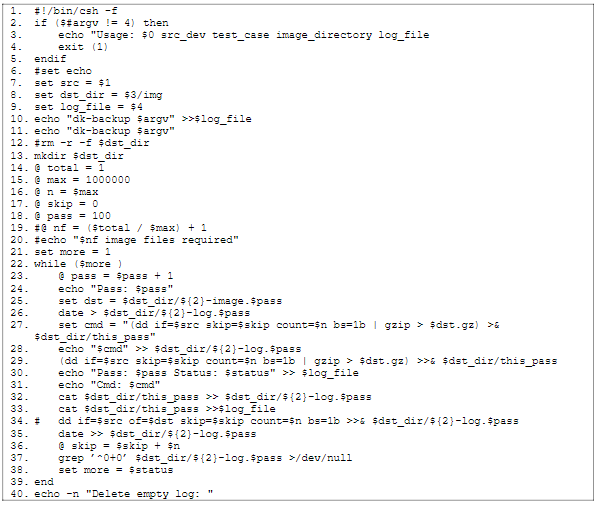 1. #!/bin/csh -f
2. if ($#argv != 4) then
3. echo "Usage: $0 src_dev test_case image_directory log_file
4. exit (1)
5. endif
6. #set echo
7. set src = $1
8. set dst_dir = $3/img
9. set log_file = $4
10. echo "dk-backup $argv" >>$log_file
11. echo "dk-backup $argv"
12. #rm -r -f $dst_dir
13. mkdir $dst_dir
14. @ total = 1
15. @ max = 1000000
16. @ n = $max
17. @ skip = 0
18. @ pass = 100
19. #@ nf = ($total / $max) + 1
20. #echo "$nf image files required"
21. set more = 1
22. while ($more )
23. @ pass = $pass + 1
24. echo "Pass: $pass"
25. set dst = $dst_dir/${2}-image.$pass
26. date > $dst_dir/${2}-log.$pass
27. set cmd = "(dd if=$src skip=$skip count=$n bs=1b | gzip > $dst.gz) >&
$dst_dir/this_pass"
28. echo "$cmd" >> $dst_dir/${2}-log.$pass
29. (dd if=$src skip=$skip count=$n bs=1b | gzip > $dst.gz) >>& $dst_dir/this_pass
30. echo "Pass: $pass Status: $status" >> $log_file
31. echo "Cmd: $cmd"
32. cat $dst_dir/this_pass >> $dst_dir/${2}-log.$pass
33. cat $dst_dir/this_pass >>$log_file
34. # dd if=$src of=$dst skip=$skip count=$n bs=1b >>& $dst_dir/${2}-log.$pass
35. date >> $dst_dir/${2}-log.$pass
36. @ skip = $skip + $n
37. grep ’^0+0’ $dst_dir/${2}-log.$pass >/dev/null
38. set more = $status
39. end
40. echo -n "Delete empty log: "